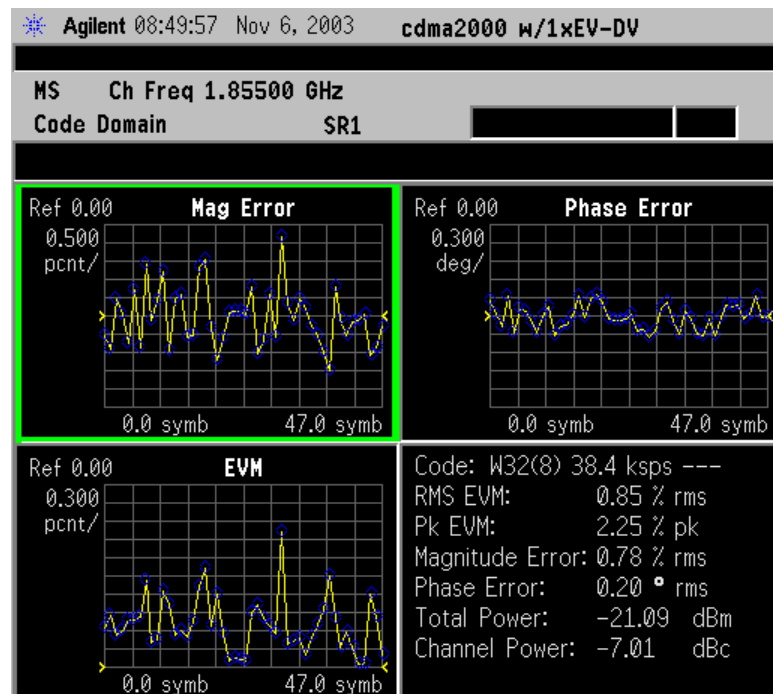 Agilent 08:49:57 Nov 6, 2003 cdma2000 w/1xEV-DV
MS Ch Freq 1.85500 GHz
Code Domain SR1
Ref 0.00 Mag Error
0.500
pcnt/
0.0 symb 47.0 symb
Ref 0.00 Phase Error
0.300
deg/
0.0 symb 47.0 symb
Ref 0.00 EVM
0.300
pcnt/
0.0 symb 47.0 symb
Code: W32(8) 38.4 ksps ---
RMS EVM: 0.85 % rms
Pk EVM: 2.25 % pk
Magnitude Error: 0.78 % rms
Phase Error: 0.20 ° rms
Total Power: -21.09 dBm
Channel Power: -7.01 dBc